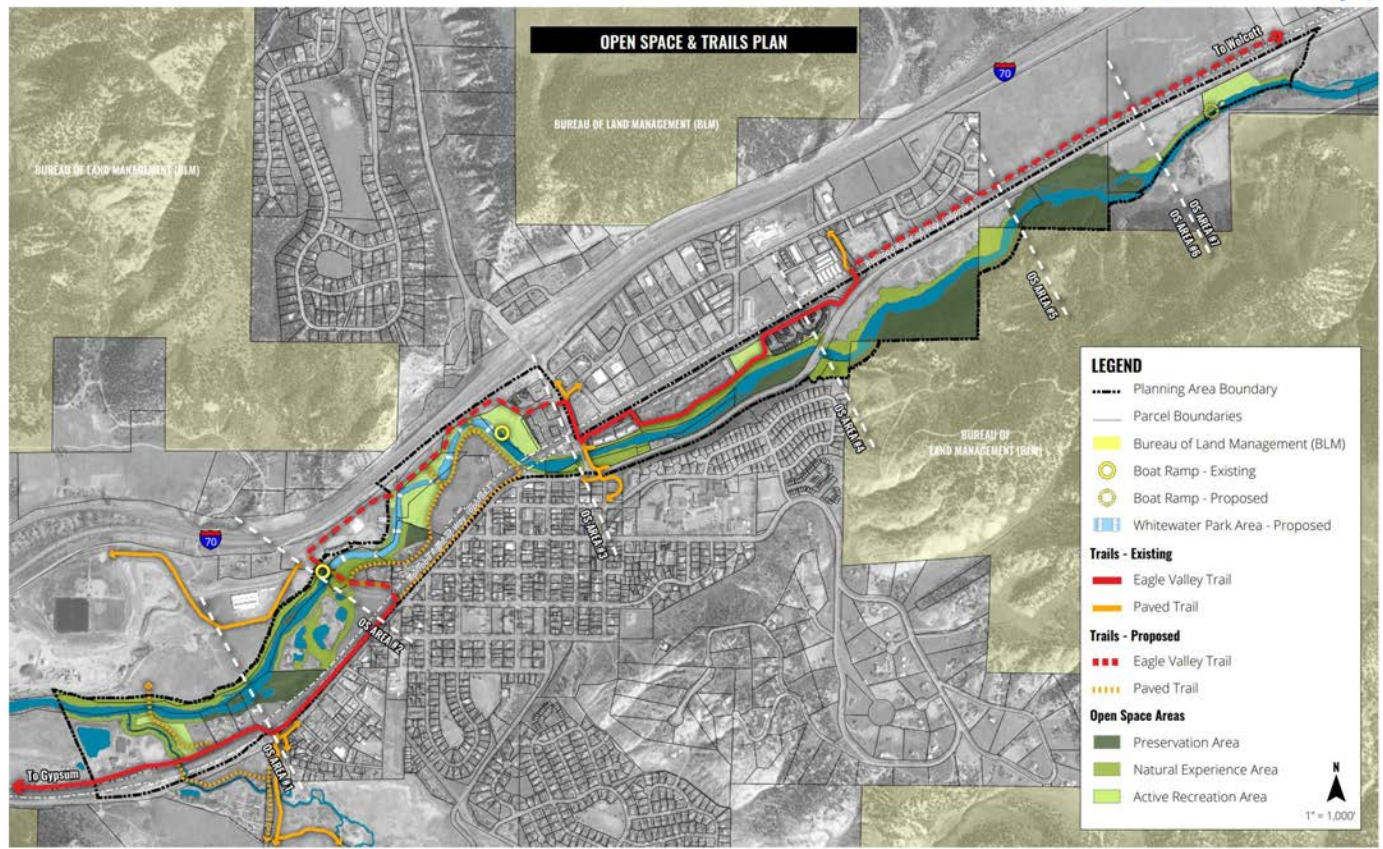 OPEN SPACE & TRAILS PLAN
To Wolcott
70
BUREAU OF LAND MANAGEMENT (BLM)
BUREAU OF LAND MANAGEMENT (BLM)
OS AREA #7
OS AREA #6
OS AREA #5
OS AREA #4
BUREAU OF
LAND MANAGEMENT (BLM)
OS AREA #3
70
OS AREA #2
OS AREA #1
To Gypsum
LEGEND
Planning Area Boundary
Parcel Boundaries
Bureau of Land Management (BLM)
Boat Ramp - Existing
Boat Ramp - Proposed
Whitewater Park Area - Proposed
Trails - Existing
Eagle Valley Trail
Paved Trail
Trails - Proposed
Eagle Valley Trail
Paved Trail
Open Space Areas
Preservation Area
Natural Experience Area
Active Recreation Area
N
1" = 1,000'